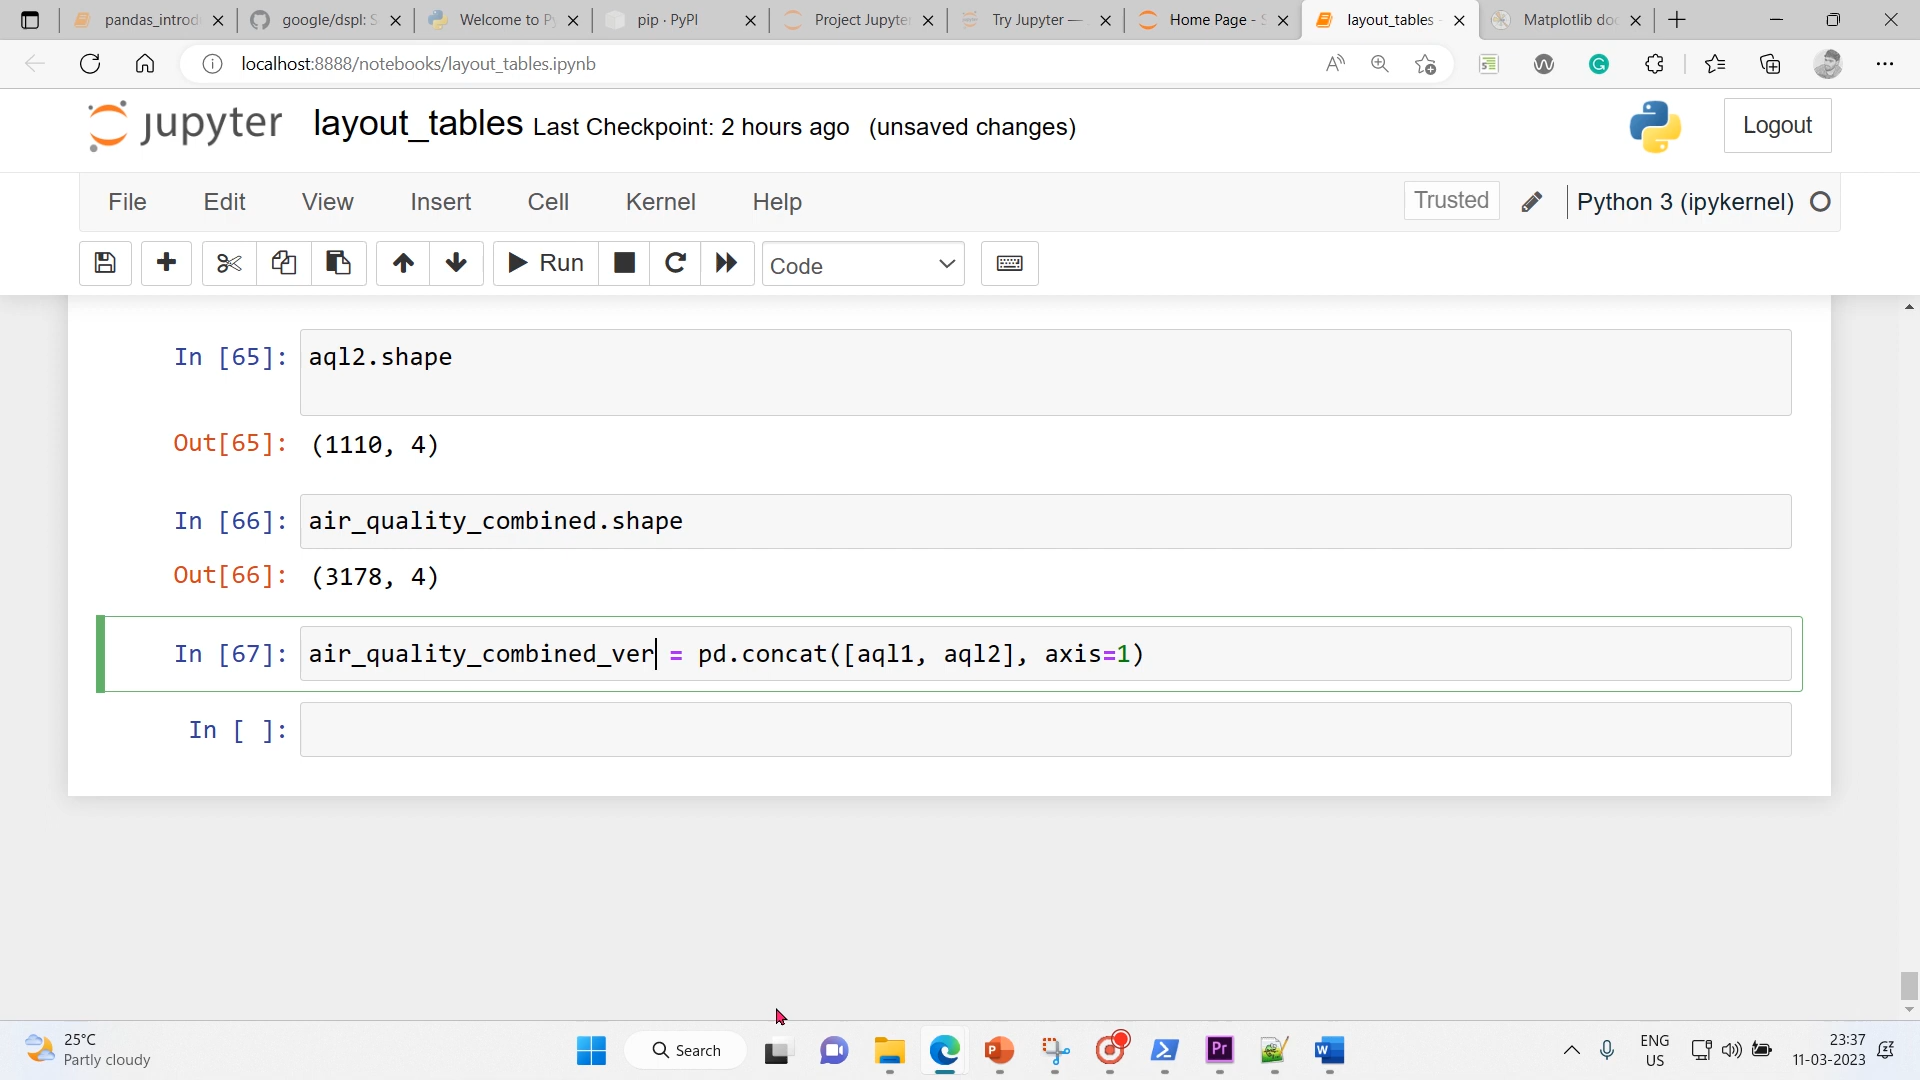 pandas_introd
google/dspl: S
Welcome to Py
pip · PyPI
Project Jupyte
Try Jupyter —
Home Page - S
layout_tables
Matplotlib doc
localhost:8888/notebooks/layout_tables.ipynb
jupyter layout_tables Last Checkpoint: 2 hours ago (unsaved changes)
Logout
File Edit View Insert Cell Kernel Help
Trusted Python 3 (ipykernel)
Run Code
In [65]: aql2.shape
Out[65]: (1110, 4)
In [66]: air_quality_combined.shape
Out[66]: (3178, 4)
In [67]: air_quality_combined_ver = pd.concat([aql1, aql2], axis=1)
In [ ]:
25°C
Partly cloudy
Search
Pr
ENG
US
23:37
11-03-2023